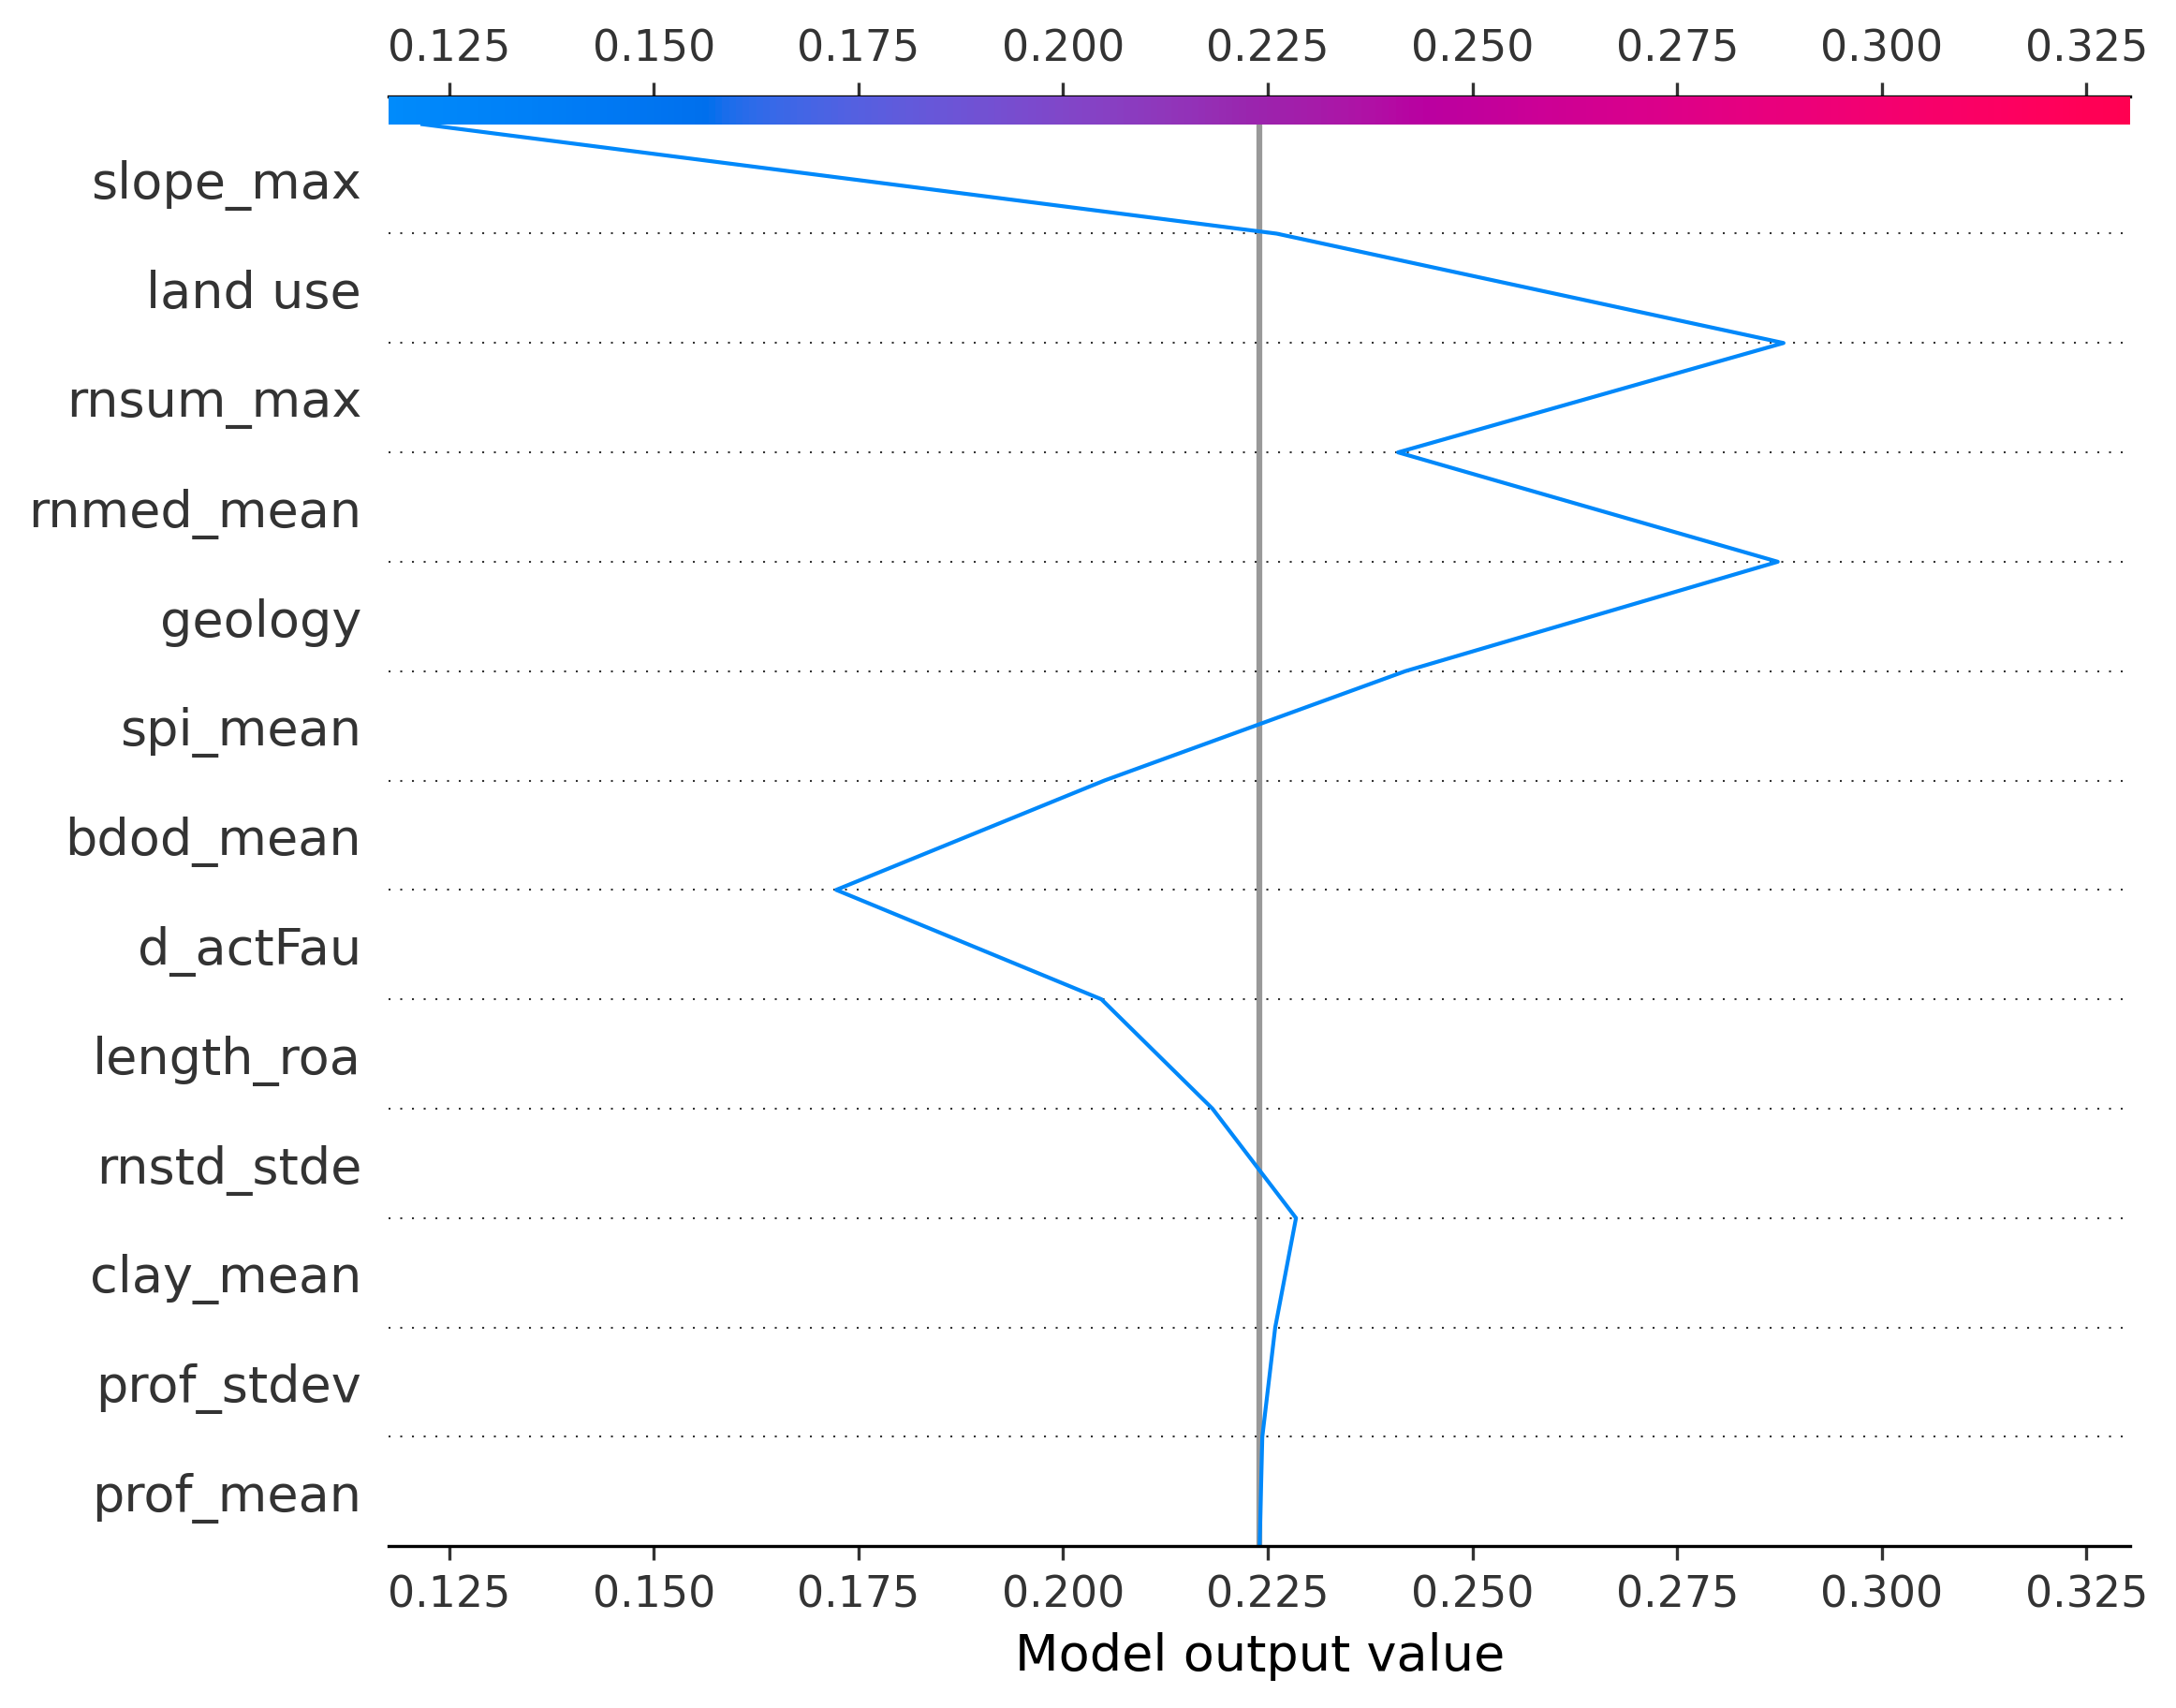 0.125 0.150 0.175 0.200 0.225 0.250 0.275 0.300 0.325
slope_max
land use
rnsum_max
rnmed_mean
geology
spi_mean
bdod_mean
d_actFau
length_roa
rnstd_stde
clay_mean
prof_stdev
prof_mean
0.125 0.150 0.175 0.200 0.225 0.250 0.275 0.300 0.325
Model output value